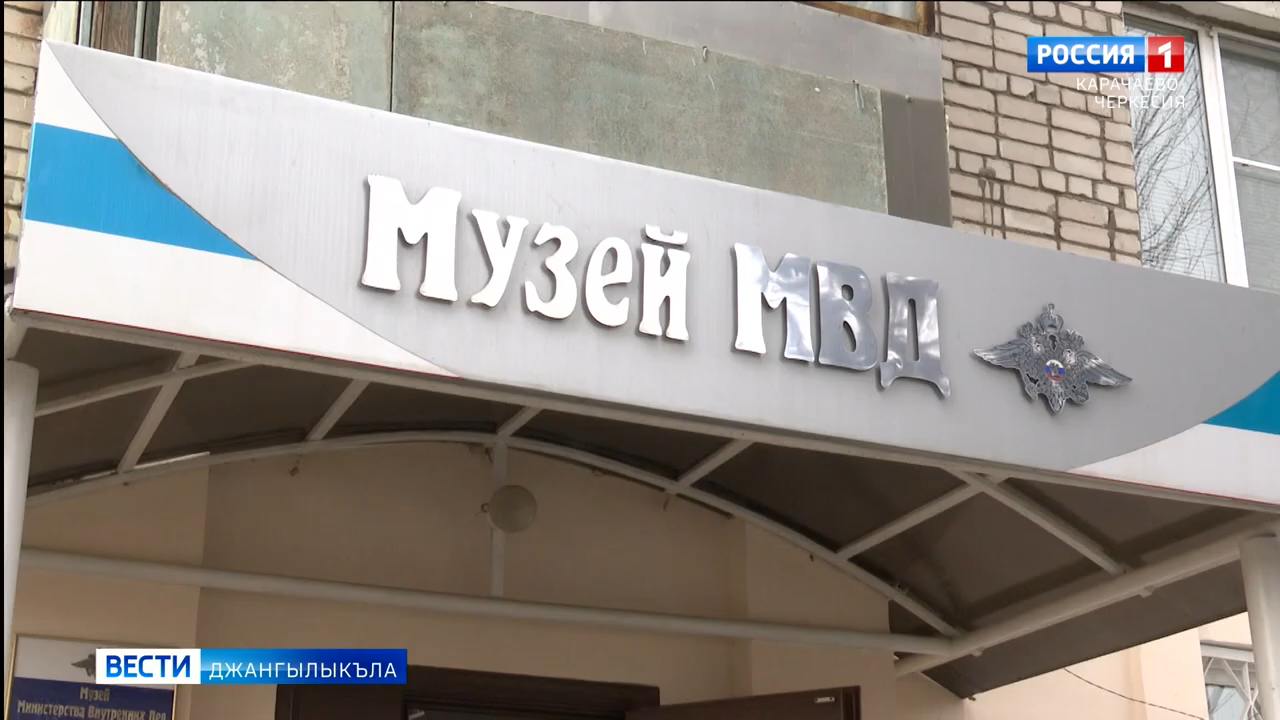 РОССИЯ 1
КАРАЧАЕВО-
ЧЕРКЕСИЯ
Музей МВД
ВЕСТИ ДЖАНГЫЛЫКЪЛА
Музей
Министерства Внутренних Дел